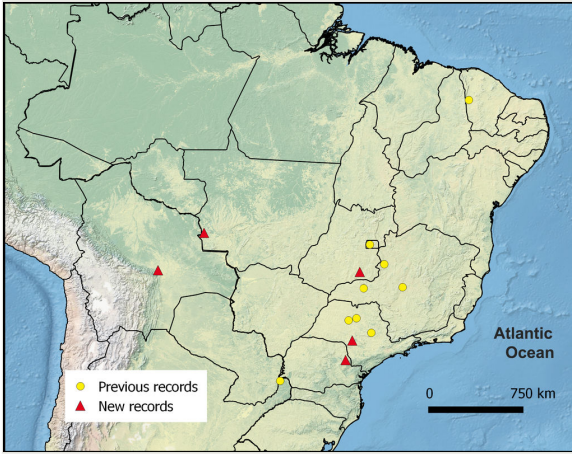 Atlantic
Ocean
Previous records
New records
0 750 km